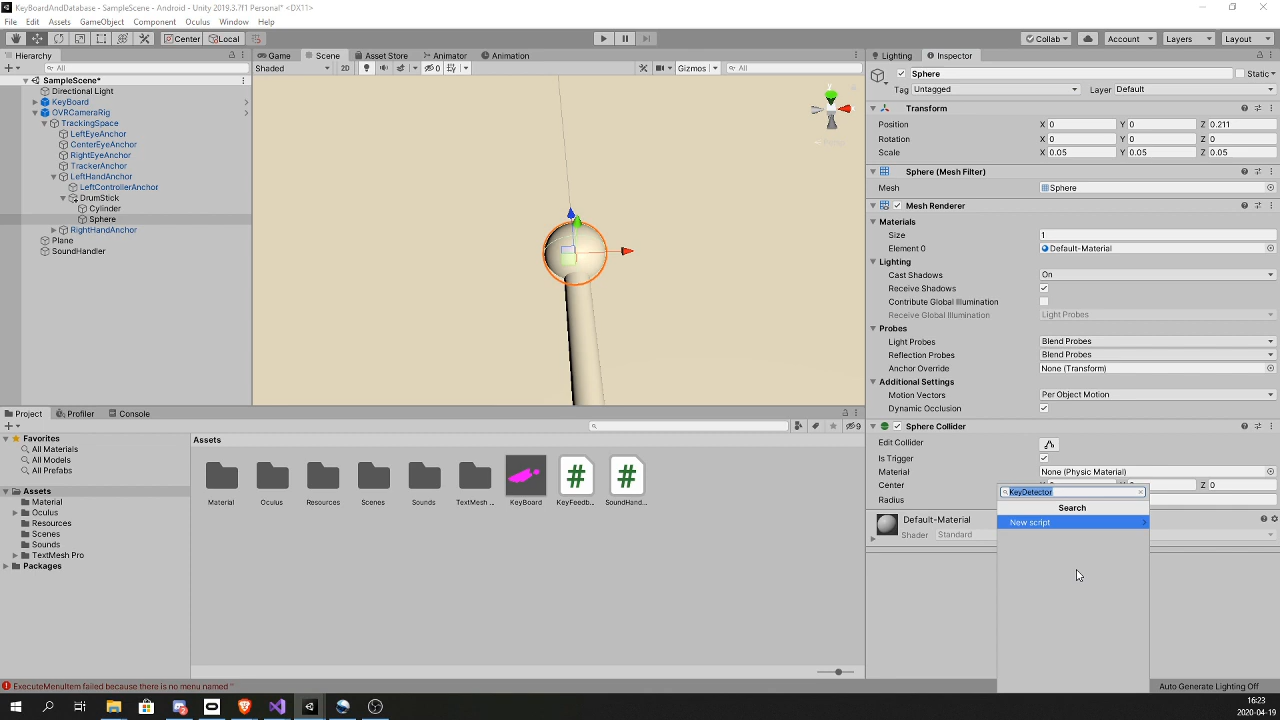 KeyBoardAndDatabase - SampleScene - Android - Unity 2019.3.7f1 Personal* <DX11>
File Edit Assets GameObject Component Oculus Window Help
Center Local Collab Account Layers Layout
Hierarchy Game Scene Asset Store Animator Animation Lighting Inspector
All
Shaded 2D 0 Gizmos All
SampleScene*
Directional Light
KeyBoard
OVRCameraRig
TrackingSpace
LeftEyeAnchor
CenterEyeAnchor
RightEyeAnchor
TrackerAnchor
LeftHandAnchor
LeftControllerAnchor
DrumStick
Cylinder
Sphere
RightHandAnchor
Plane
SoundHandler
Sphere Static
Tag Untagged Layer Default
Transform
Position X 0 Y 0 Z 0.211
Rotation X 0 Y 0 Z 0
Scale X 0.05 Y 0.05 Z 0.05
Sphere (Mesh Filter)
Mesh Sphere
Mesh Renderer
Materials
Size 1
Element 0 Default-Material
Lighting
Cast Shadows On
Receive Shadows
Contribute Global Illumination
Receive Global Illumination Light Probes
Probes
Light Probes Blend Probes
Reflection Probes Blend Probes
Anchor Override None (Transform)
Additional Settings
Motion Vectors Per Object Motion
Dynamic Occlusion
Sphere Collider
Edit Collider
Is Trigger
Material None (Physic Material)
Center Z 0
Radius
Default-Material
Shader Standard
KeyDetector
Search
New script
Project Profiler Console
9
Favorites
All Materials
All Models
All Prefabs
Assets
Material
Oculus
Resources
Scenes
Sounds
TextMesh Pro
Packages
Assets
Material Oculus Resources Scenes Sounds TextMesh ... KeyBoard KeyFeedb... SoundHand...
ExecuteMenuItem failed because there is no menu named ''
Auto Generate Lighting Off
16:23
2020-04-19